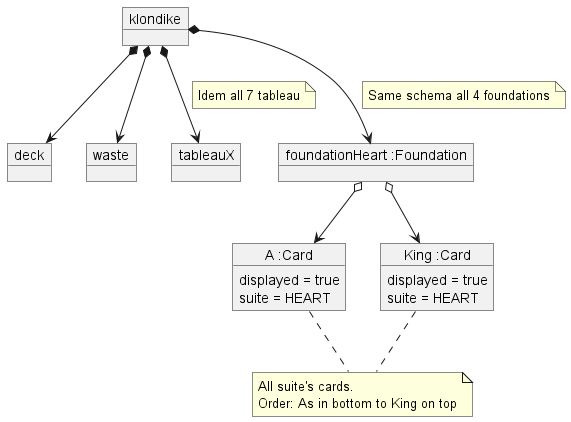 klondike
Idem all 7 tableau
Same schema all 4 foundations
deck
waste
tableauX
foundationHeart :Foundation
A :Card
displayed = true
suite = HEART
King :Card
displayed = true
suite = HEART
All suite's cards.
Order: As in bottom to King on top